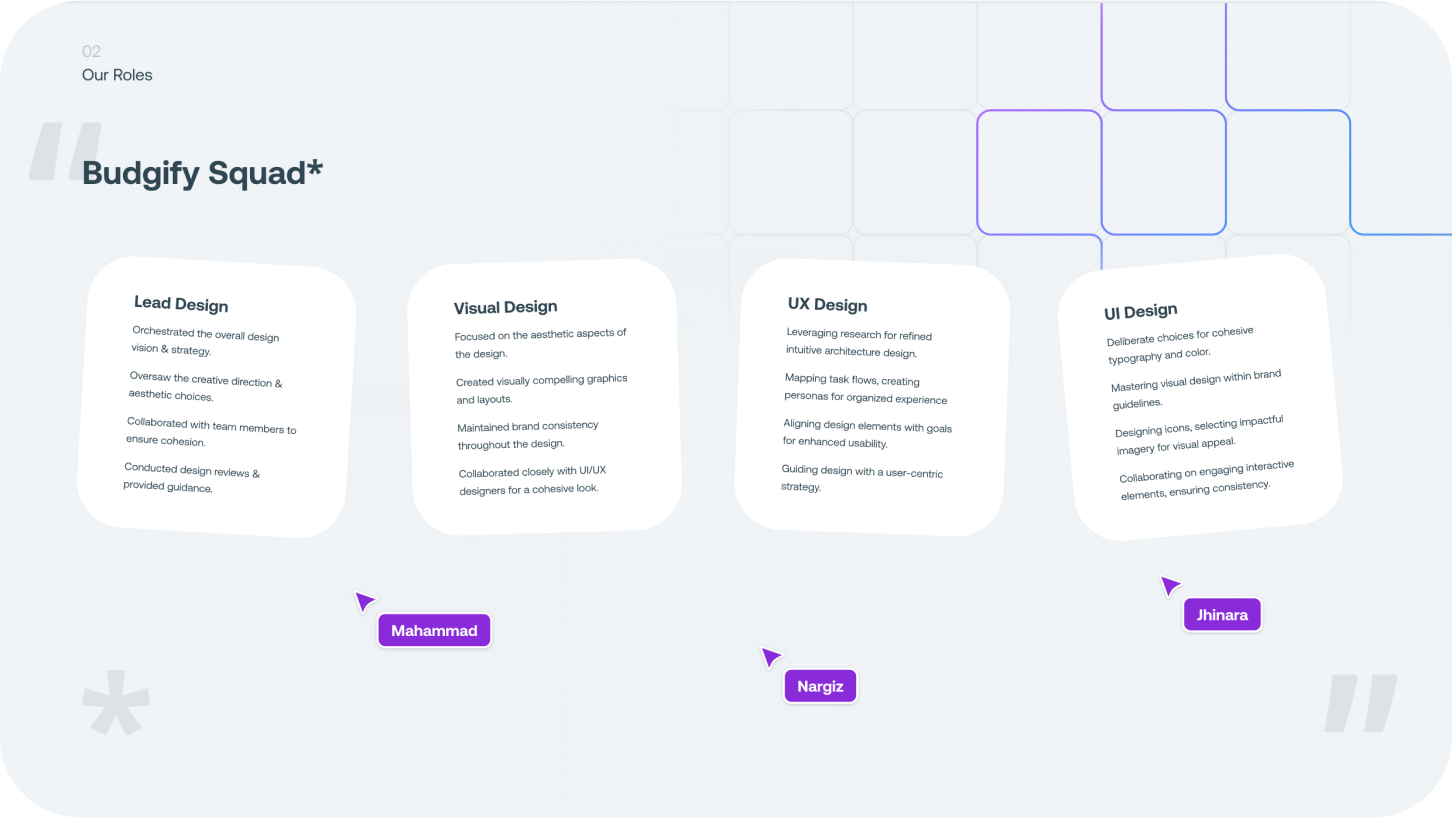 02
Our Roles
“
Budgify Squad*
Lead Design
Orchestrated the overall design
vision & strategy.
Oversaw the creative direction &
aesthetic choices.
Collaborated with team members to
ensure cohesion.
Conducted design reviews &
provided guidance.
Visual Design
Focused on the aesthetic aspects of
the design.
Created visually compelling graphics
and layouts.
Maintained brand consistency
throughout the design.
Collaborated closely with UI/UX
designers for a cohesive look.
UX Design
Leveraging research for refined
intuitive architecture design.
Mapping task flows, creating
personas for organized experience
Aligning design elements with goals
for enhanced usability.
Guiding design with a user-centric
strategy.
UI Design
Deliberate choices for cohesive
typography and color.
Mastering visual design within brand
guidelines.
Designing icons, selecting impactful
imagery for visual appeal.
Collaborating on engaging interactive
elements, ensuring consistency.
Mahammad
Nargiz
Jhinara
*
”